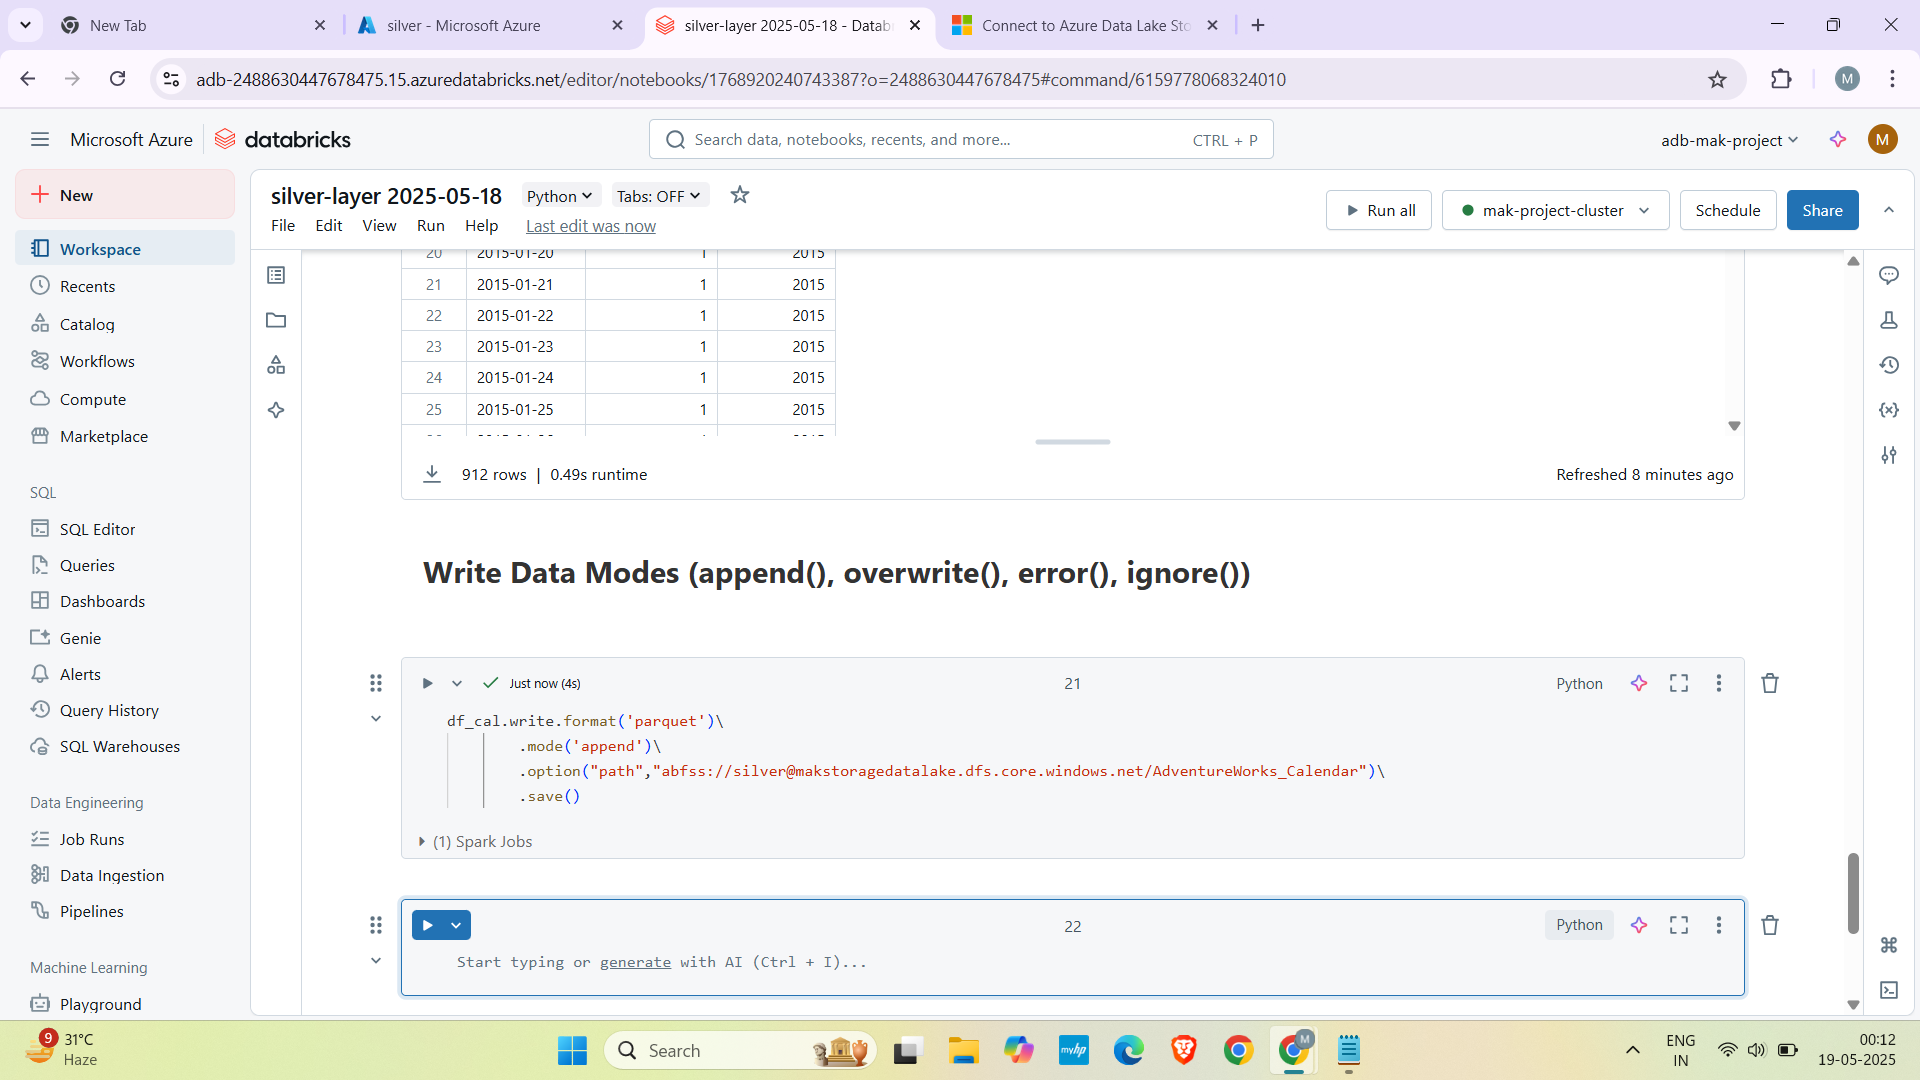 New Tab
silver - Microsoft Azure
silver-layer 2025-05-18 - Datab
Connect to Azure Data Lake Sto
adb-2488630447678475.15.azuredatabricks.net/editor/notebooks/1768920240743387?o=2488630447678475#command/6159778068324010
M
Microsoft Azure
databricks
Search data, notebooks, recents, and more...
CTRL + P
adb-mak-project
M
New
Workspace
Recents
Catalog
Workflows
Compute
Marketplace
SQL
SQL Editor
Queries
Dashboards
Genie
Alerts
Query History
SQL Warehouses
Data Engineering
Job Runs
Data Ingestion
Pipelines
Machine Learning
Playground
silver-layer 2025-05-18
Python
Tabs: OFF
File Edit View Run Help Last edit was now
Run all
mak-project-cluster
Schedule
Share
20 2015-01-20 1 2015
21 2015-01-21 1 2015
22 2015-01-22 1 2015
23 2015-01-23 1 2015
24 2015-01-24 1 2015
25 2015-01-25 1 2015
912 rows | 0.49s runtime
Refreshed 8 minutes ago
Write Data Modes (append(), overwrite(), error(), ignore())
Just now (4s)
21
Python
df_cal.write.format('parquet')\
.mode('append')\
.option("path","abfss://silver@makstoragedatalake.dfs.core.windows.net/AdventureWorks_Calendar")\
.save()
(1) Spark Jobs
22
Python
Start typing or generate with AI (Ctrl + I)...
9
31°C
Haze
Search
myhp
M
ENG
IN
00:12
19-05-2025